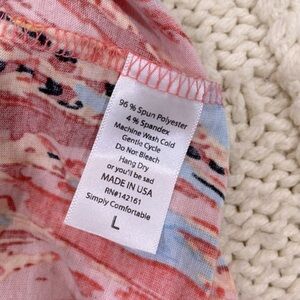 96 % Spun Polyester
4 % Spandex
Machine Wash Cold
Gentle Cycle
Do Not Bleach
Hang Dry
or you'll be sad
MADE IN USA
RN#142161
Simply Comfortable
L